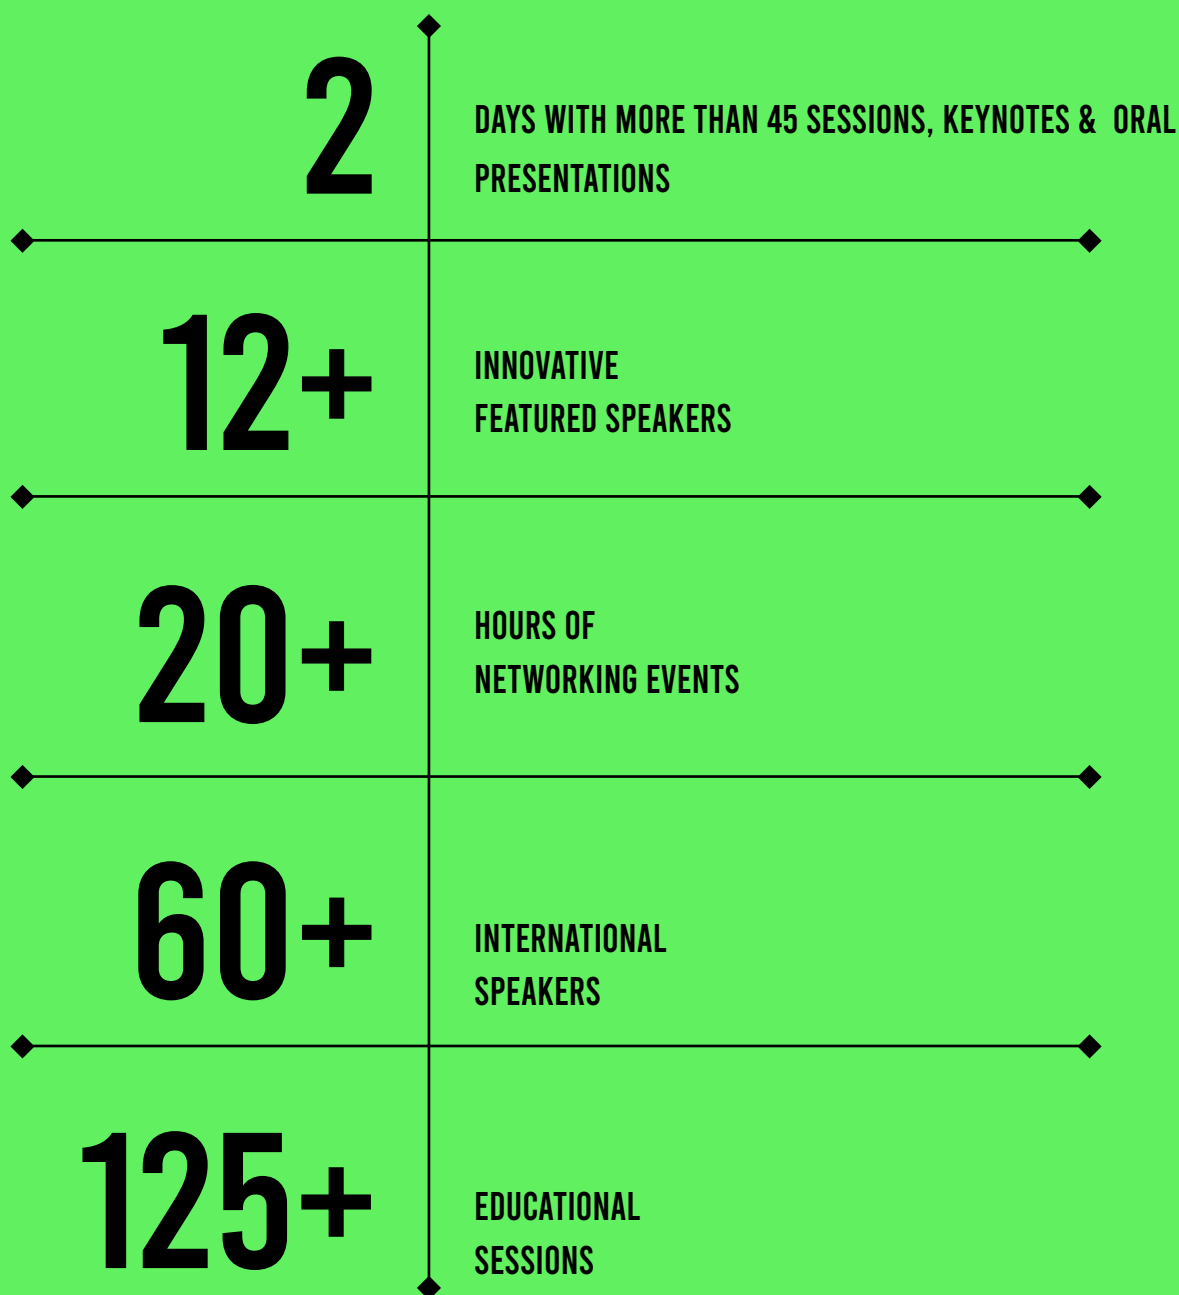 2
DAYS WITH MORE THAN 45 SESSIONS, KEYNOTES & ORAL
PRESENTATIONS
12+
INNOVATIVE
FEATURED SPEAKERS
20+
HOURS OF
NETWORKING EVENTS
60+
INTERNATIONAL
SPEAKERS
125+
EDUCATIONAL
SESSIONS